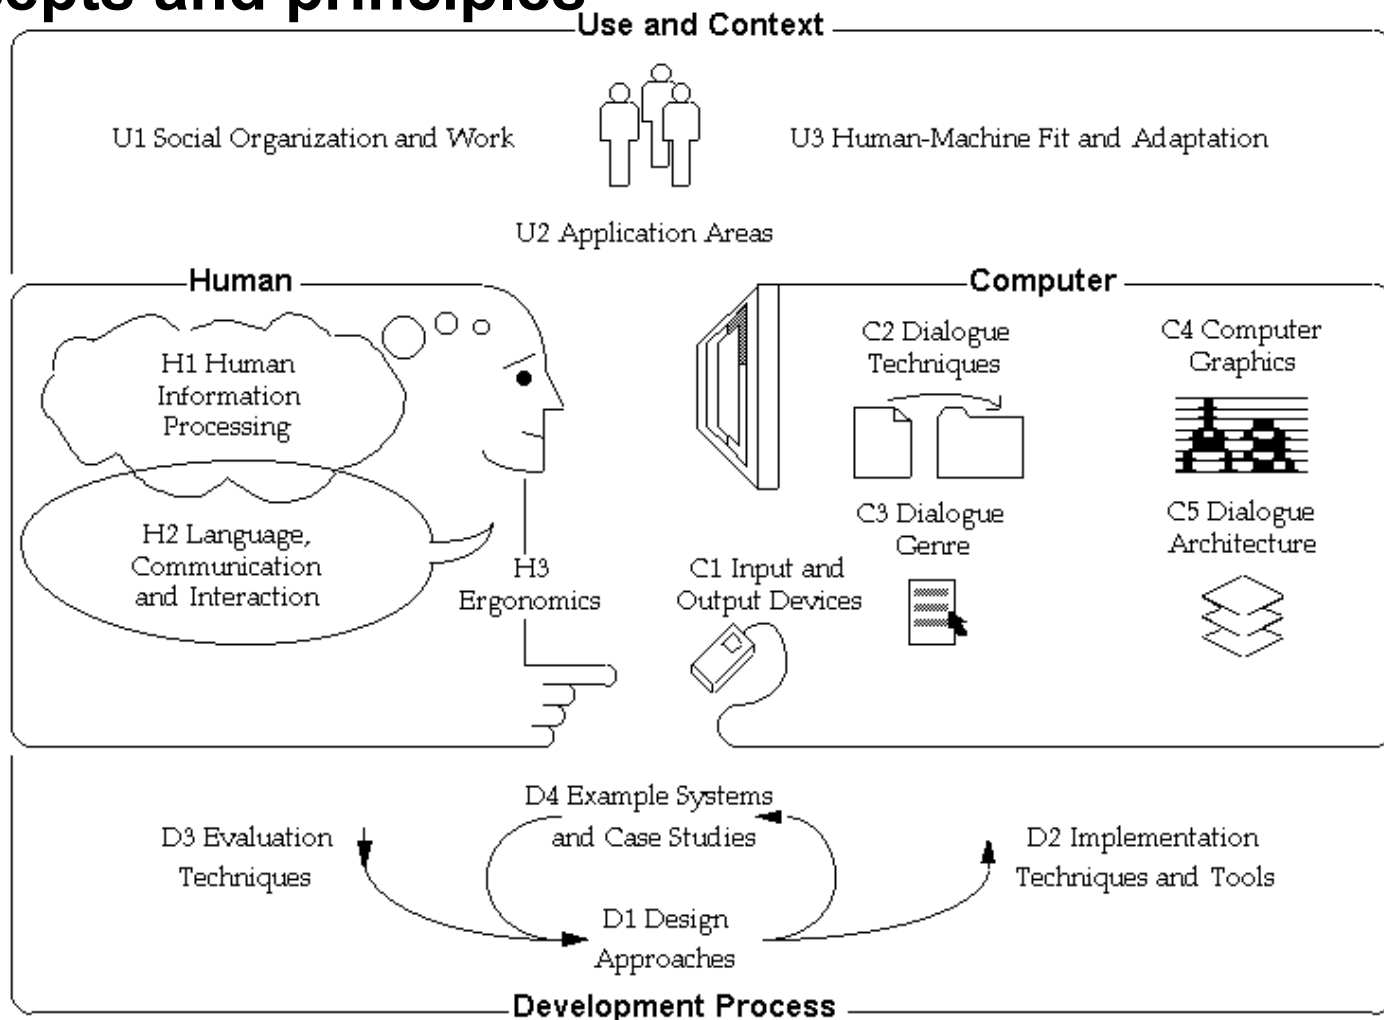 cepts and principles
Use and Context
U1 Social Organization and Work
U3 Human-Machine Fit and Adaptation
U2 Application Areas
Human
Computer
H1 Human
Information
Processing
H2 Language,
Communication
and Interaction
H3
Ergonomics
C1 Input and
Output Devices
C2 Dialogue
Techniques
C3 Dialogue
Genre
C4 Computer
Graphics
C5 Dialogue
Architecture
D3 Evaluation
Techniques
D4 Example Systems
and Case Studies
D1 Design
Approaches
D2 Implementation
Techniques and Tools
Development Process